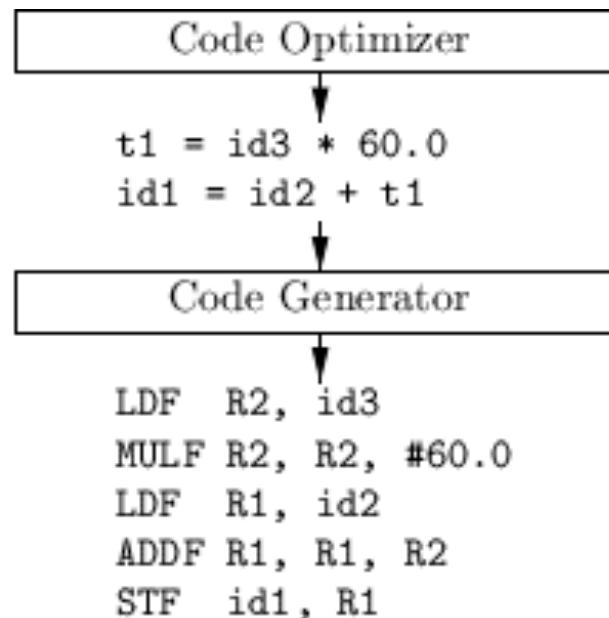 Code Optimizer
t1 = id3 * 60.0
id1 = id2 + t1
Code Generator
LDF R2, id3
MULF R2, R2, #60.0
LDF R1, id2
ADDF R1, R1, R2
STF id1, R1